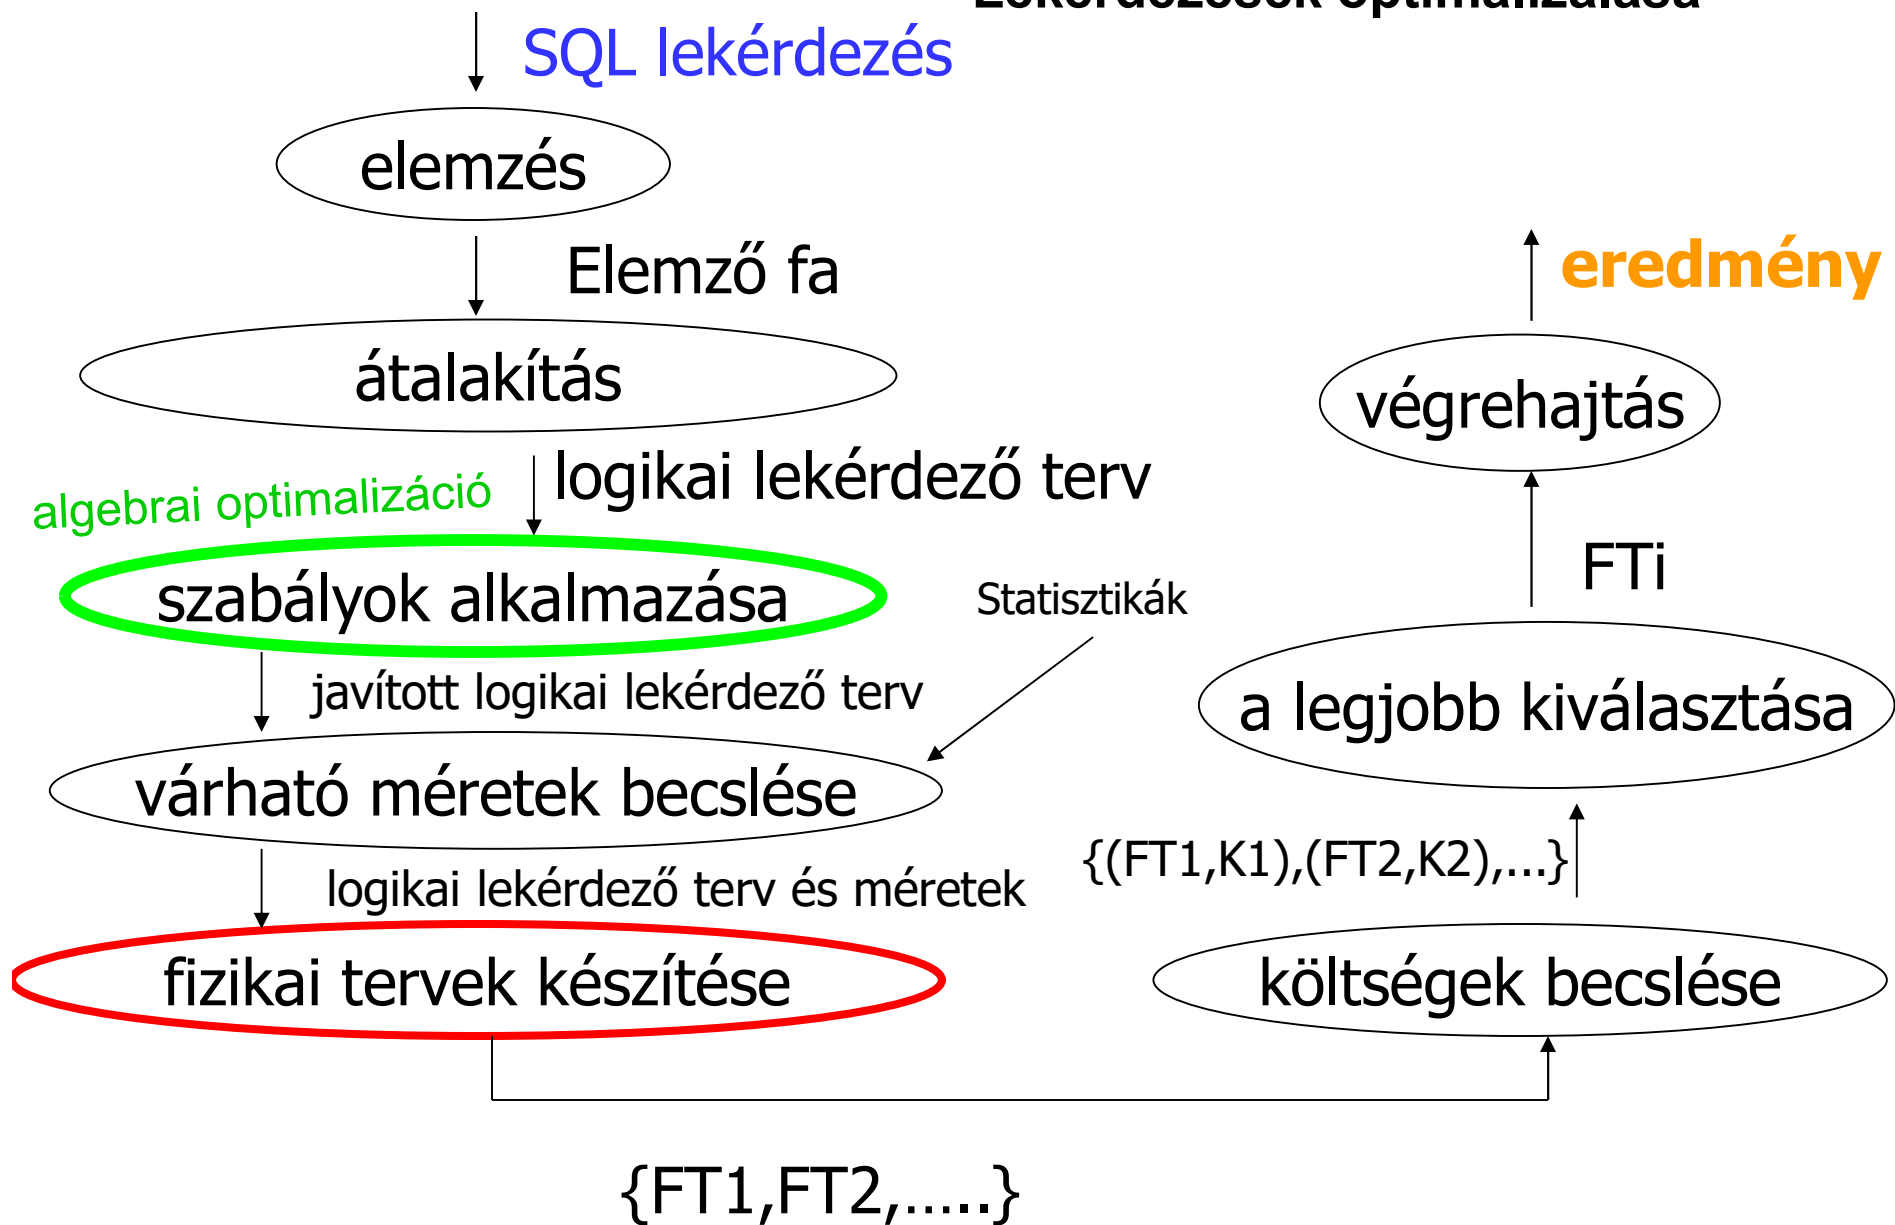 Lekérdezések optimalizálása
SQL lekérdezés
elemzés
Elemző fa
átalakítás
logikai lekérdező terv
algebrai optimalizáció
szabályok alkalmazása
Statisztikák
javított logikai lekérdező terv
várható méretek becslése
logikai lekérdező terv és méretek
fizikai tervek készítése
{FT1,FT2,.....}
költségek becslése
{(FT1,K1),(FT2,K2),...}
a legjobb kiválasztása
FTi
végrehajtás
eredmény